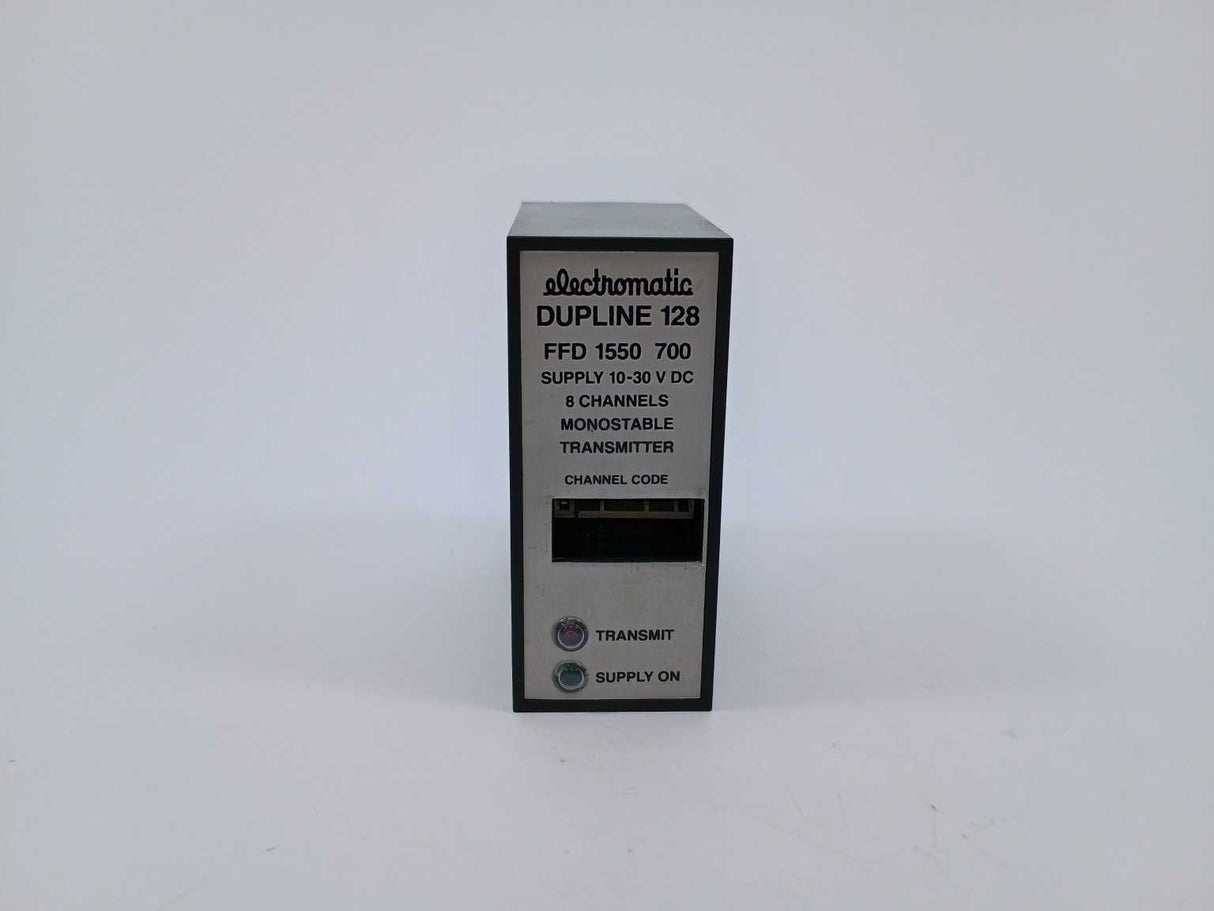 electromatic
DUPLINE 128
FFD 1550 700
SUPPLY 10-30 V DC
8 CHANNELS
MONOSTABLE
TRANSMITTER
CHANNEL CODE
TRANSMIT
SUPPLY ON